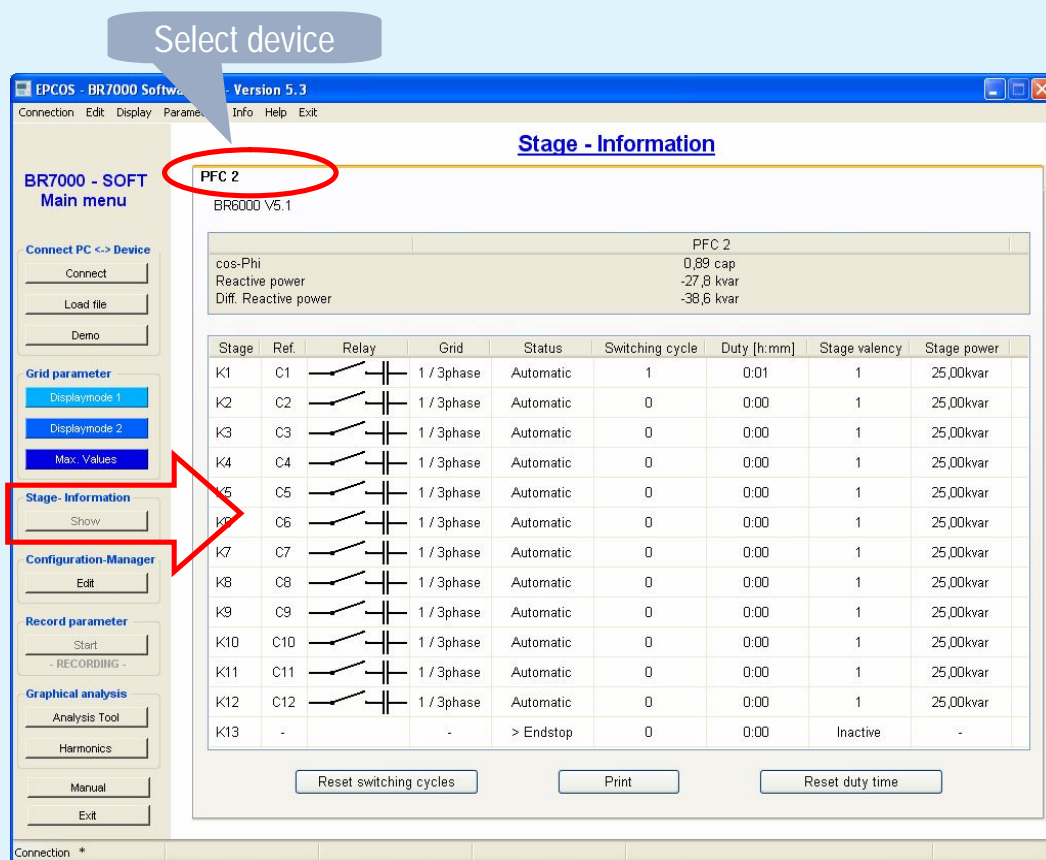 Select device
EPCOS - BR7000 Softwa - Version 5.3
Connection Edit Display Parame Info Help Exit
Stage - Information
BR7000 - SOFT
Main menu
PFC 2
BR6000 V5.1
Connect PC <-> Device
Connect
Load file
Demo
Grid parameter
Displaymode 1
Displaymode 2
Max. Values
Stage- Information
Show
Configuration-Manager
Edit
Record parameter
Start
- RECORDING -
Graphical analysis
Analysis Tool
Harmonics
Manual
Exit
PFC 2
cos-Phi 0,89 cap
Reactive power -27,8 kvar
Diff. Reactive power -38,6 kvar
Stage Ref. Relay Grid Status Switching cycle Duty [h:mm] Stage valency Stage power
K1 C1 1 / 3phase Automatic 1 0:01 1 25,00kvar
K2 C2 1 / 3phase Automatic 0 0:00 1 25,00kvar
K3 C3 1 / 3phase Automatic 0 0:00 1 25,00kvar
K4 C4 1 / 3phase Automatic 0 0:00 1 25,00kvar
K5 C5 1 / 3phase Automatic 0 0:00 1 25,00kvar
K6 C6 1 / 3phase Automatic 0 0:00 1 25,00kvar
K7 C7 1 / 3phase Automatic 0 0:00 1 25,00kvar
K8 C8 1 / 3phase Automatic 0 0:00 1 25,00kvar
K9 C9 1 / 3phase Automatic 0 0:00 1 25,00kvar
K10 C10 1 / 3phase Automatic 0 0:00 1 25,00kvar
K11 C11 1 / 3phase Automatic 0 0:00 1 25,00kvar
K12 C12 1 / 3phase Automatic 0 0:00 1 25,00kvar
K13 - - > Endstop 0 0:00 Inactive -
Reset switching cycles Print Reset duty time
Connection *